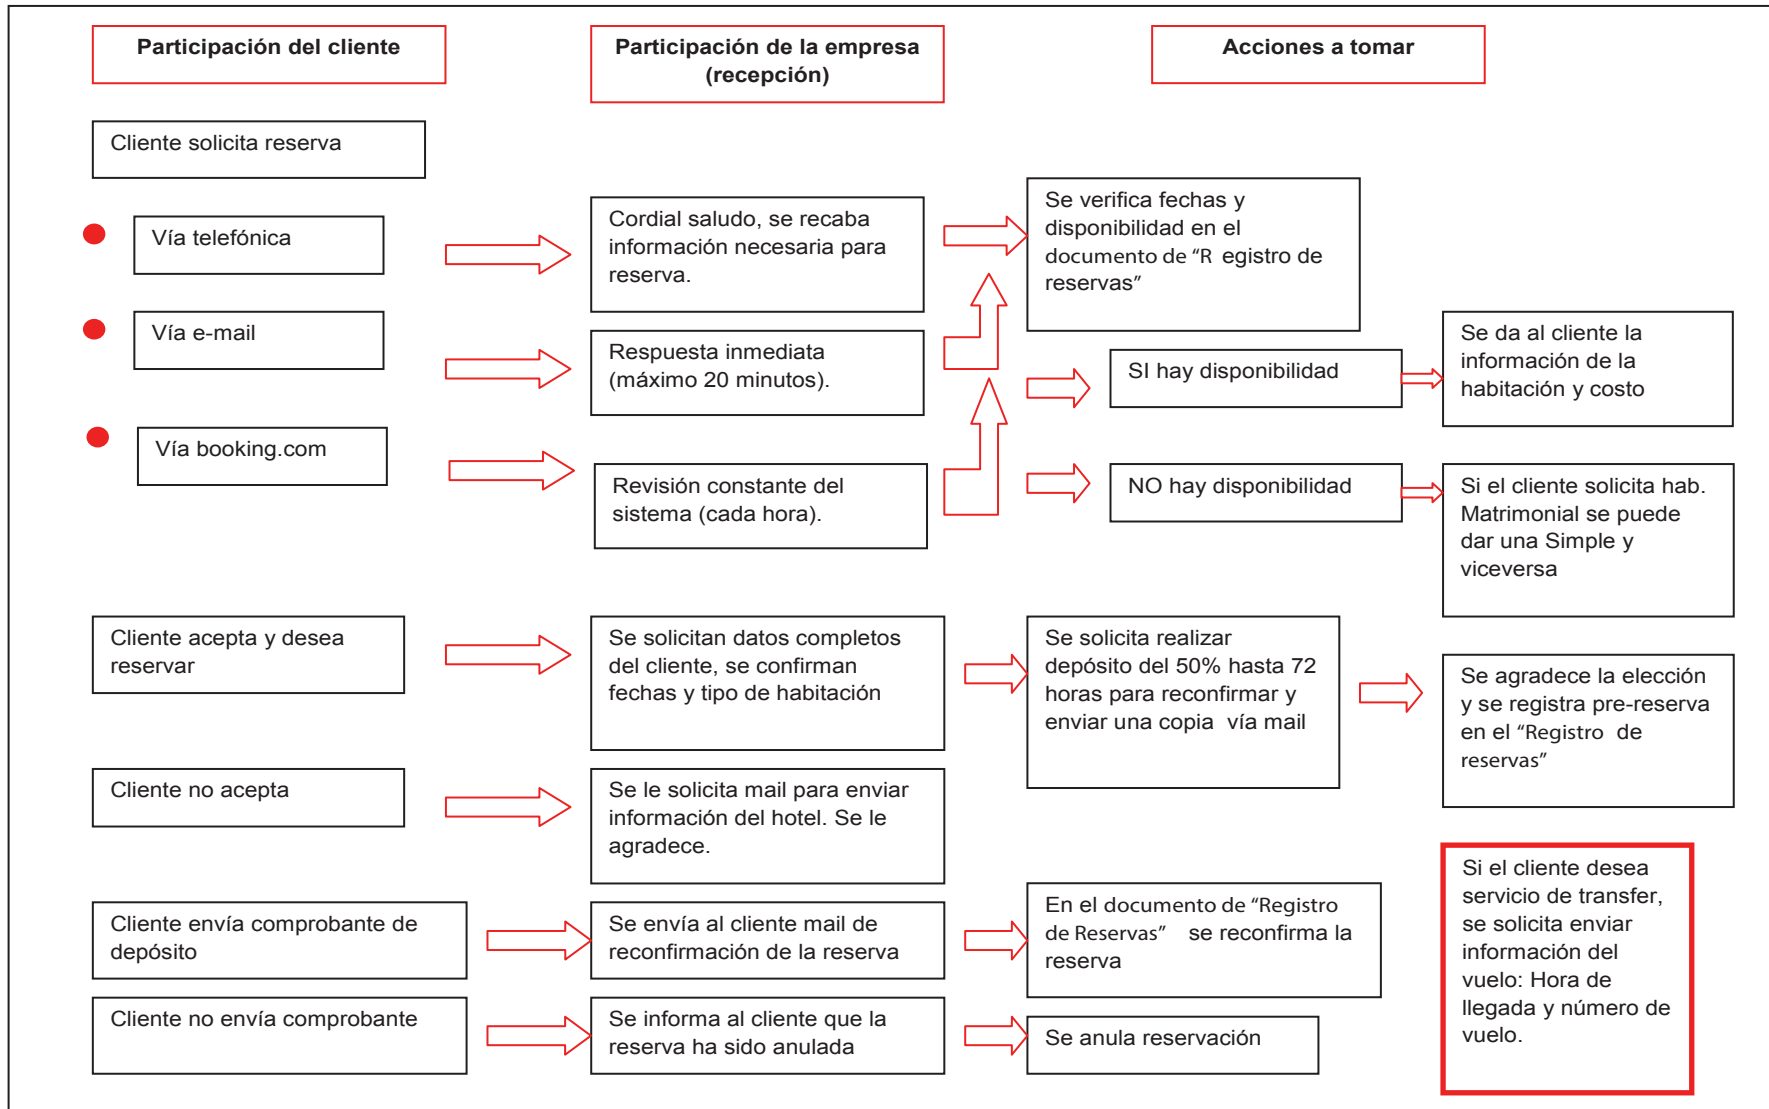 Participación del cliente
Participación de la empresa
(recepción)
Acciones a tomar
Cliente solicita reserva
Vía telefónica
Cordial saludo, se recaba
información necesaria para
reserva.
Se verifica fechas y
disponibilidad en el
documento de “R egistro de
reservas”
Vía e-mail
Respuesta inmediata
(máximo 20 minutos).
SI hay disponibilidad
Se da al cliente la
información de la
habitación y costo
Vía booking.com
Revisión constante del
sistema (cada hora).
NO hay disponibilidad
Si el cliente solicita hab.
Matrimonial se puede
dar una Simple y
viceversa
Cliente acepta y desea
reservar
Se solicitan datos completos
del cliente, se confirman
fechas y tipo de habitación
Se solicita realizar
depósito del 50% hasta 72
horas para reconfirmar y
enviar una copia vía mail
Se agradece la elección
y se registra pre-reserva
en el “Registro de
reservas”
Cliente no acepta
Se le solicita mail para enviar
información del hotel. Se le
agradece.
Cliente envía comprobante de
depósito
Se envía al cliente mail de
reconfirmación de la reserva
En el documento de “Registro
de Reservas” se reconfirma la
reserva
Si el cliente desea
servicio de transfer,
se solicita enviar
información del
vuelo: Hora de
llegada y número de
vuelo.
Cliente no envía comprobante
Se informa al cliente que la
reserva ha sido anulada
Se anula reservación